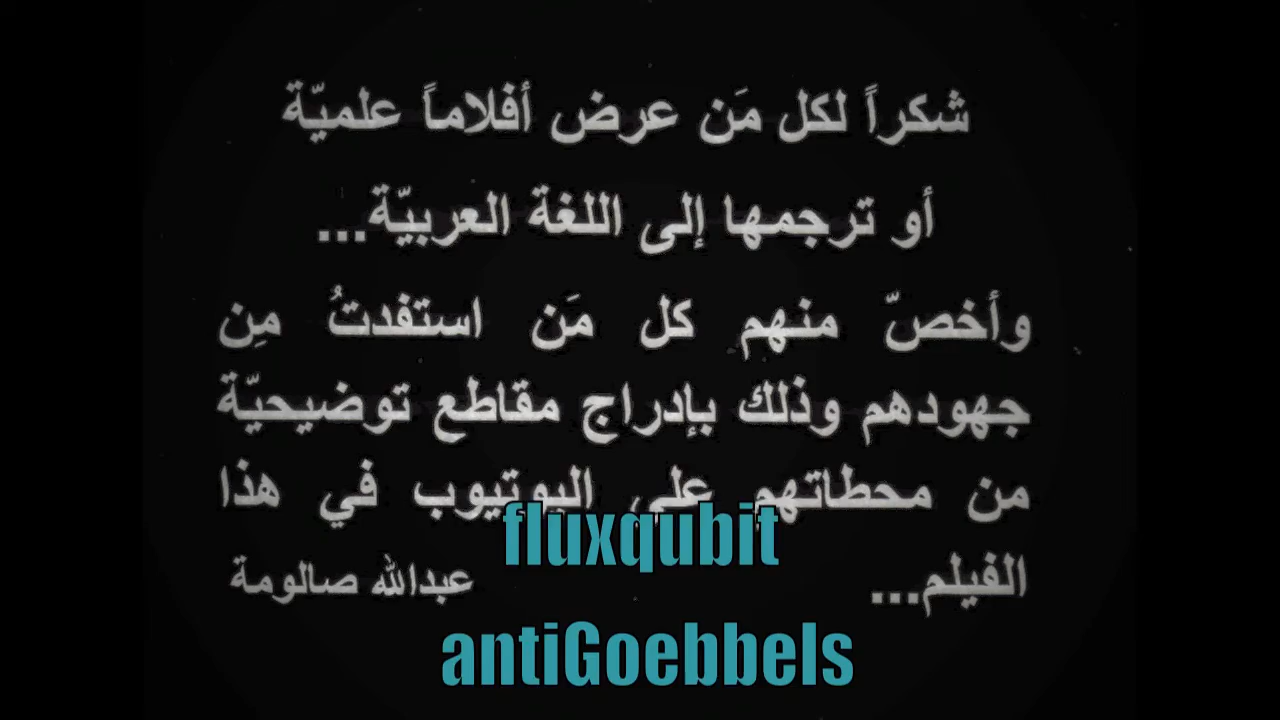 شكراً لكل مَن عرض أفلاماً علميّة
أو ترجمها إلى اللغة العربيّة...
وأخصّ منهم كل مَن استفدتُ مِن
جهودهم وذلك بإدراج مقاطع توضيحيّة
من محطاتهم على اليوتيوب في هذا
fluxqubit
الفيلم... عبدالله صالومة
antiGoebbels